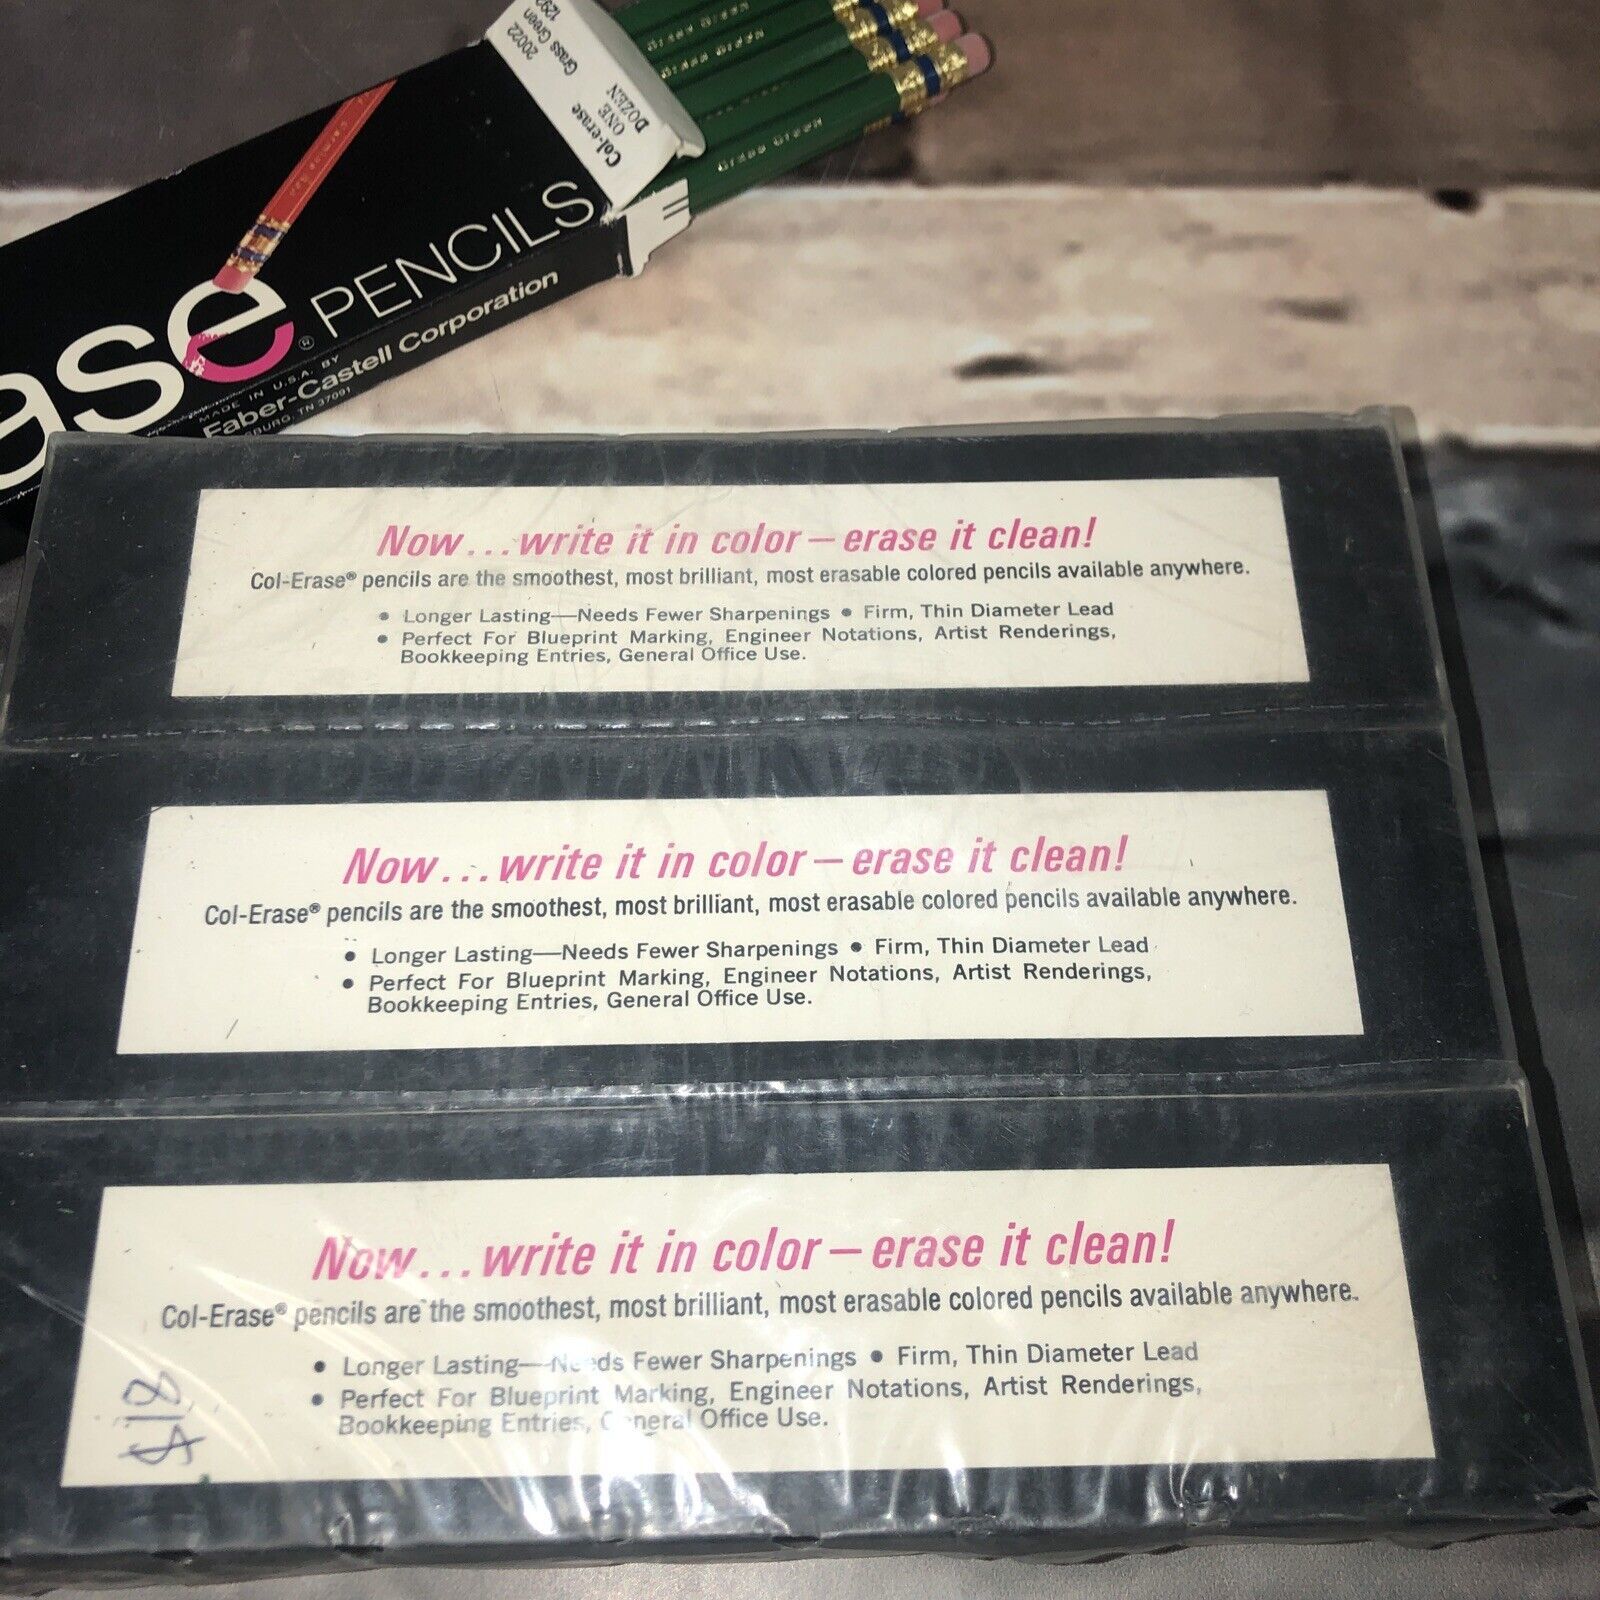 20022
Grass Green
Col-erase
ONE
DOZEN
Grass Green
Grass Green
Grass Green
ase® PENCILS
MADE IN U.S.A. BY
Faber-Castell Corporation
TN 37091
Now...write it in color—erase it clean!
Col-Erase® pencils are the smoothest, most brilliant, most erasable colored pencils available anywhere.
• Longer Lasting—Needs Fewer Sharpenings • Firm, Thin Diameter Lead
• Perfect For Blueprint Marking, Engineer Notations, Artist Renderings,
Bookkeeping Entries, General Office Use.
Now...write it in color—erase it clean!
Col-Erase® pencils are the smoothest, most brilliant, most erasable colored pencils available anywhere.
• Longer Lasting—Needs Fewer Sharpenings • Firm, Thin Diameter Lead
• Perfect For Blueprint Marking, Engineer Notations, Artist Renderings,
Bookkeeping Entries, General Office Use.
Now...write it in color—erase it clean!
Col-Erase® pencils are the smoothest, most brilliant, most erasable colored pencils available anywhere.
• Longer Lasting—Needs Fewer Sharpenings • Firm, Thin Diameter Lead
• Perfect For Blueprint Marking, Engineer Notations, Artist Renderings,
Bookkeeping Entries, General Office Use.
$18